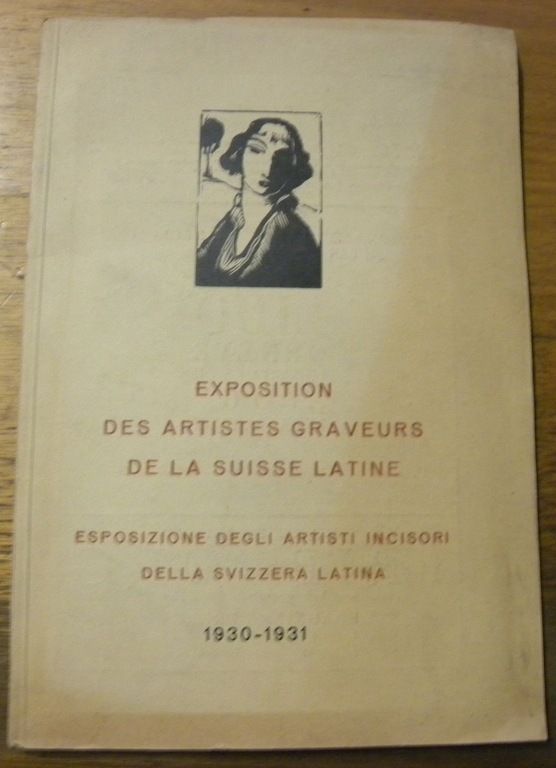 EXPOSITION
DES ARTISTES GRAVEURS
DE LA SUISSE LATINE
ESPOSIZIONE DEGLI ARTISTI INCISORI
DELLA SVIZZERA LATINA
1930-1931